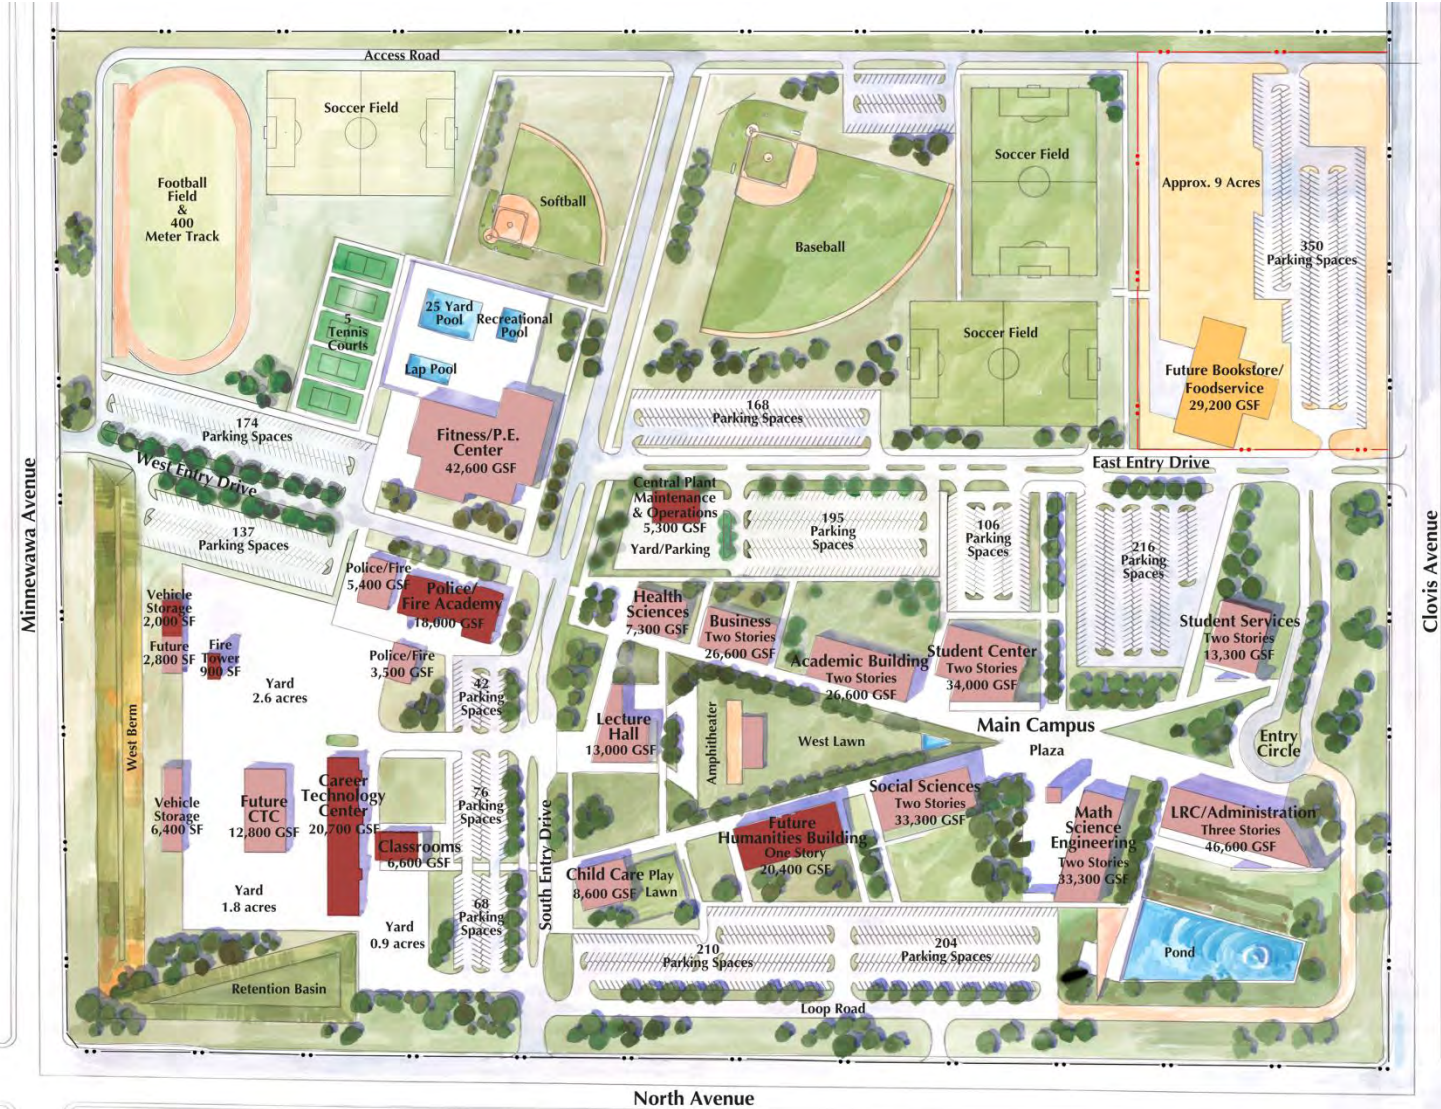 Access Road
Soccer Field
Football
Field
&
400
Meter Track
Softball
Baseball
Soccer Field
Approx. 9 Acres
350
Parking Spaces
5
Tennis
Courts
25 Yard
Pool
Recreational
Pool
Lap Pool
Soccer Field
Future Bookstore/
Foodservice
29,200 GSF
174
Parking Spaces
Fitness/P.E.
Center
42,600 GSF
168
Parking Spaces
West Entry Drive
East Entry Drive
Minnewawa Avenue
Clovis Avenue
137
Parking Spaces
Central Plant
Maintenance
& Operations
5,300 GSF
Yard/Parking
195
Parking
Spaces
106
Parking
Spaces
216
Parking
Spaces
Police/Fire
5,400 GSF
Police/
Fire Academy
18,000 GSF
Vehicle
Storage
2,000 SF
Future
2,800 SF
Fire
Tower
900 SF
Yard
2.6 acres
Police/Fire
3,500 GSF
42
Parking
Spaces
Health
Sciences
7,300 GSF
Business
Two Stories
26,600 GSF
Academic Building
Two Stories
26,600 GSF
Student Center
Two Stories
34,000 GSF
Student Services
Two Stories
13,300 GSF
West Berm
Lecture
Hall
13,000 GSF
Amphitheater
West Lawn
Main Campus
Plaza
Entry
Circle
Vehicle
Storage
6,400 SF
Future
CTC
12,800 GSF
Career
Technology
Center
20,700 GSF
Classrooms
6,600 GSF
76
Parking
Spaces
South Entry Drive
Social Sciences
Two Stories
33,300 GSF
Future
Humanities Building
One Story
20,400 GSF
Math
Science
Engineering
Two Stories
33,300 GSF
LRC/Administration
Three Stories
46,600 GSF
Child Care
8,600 GSF
Play
Lawn
Yard
1.8 acres
Yard
0.9 acres
68
Parking
Spaces
210
Parking Spaces
204
Parking Spaces
Pond
Retention Basin
Loop Road
North Avenue